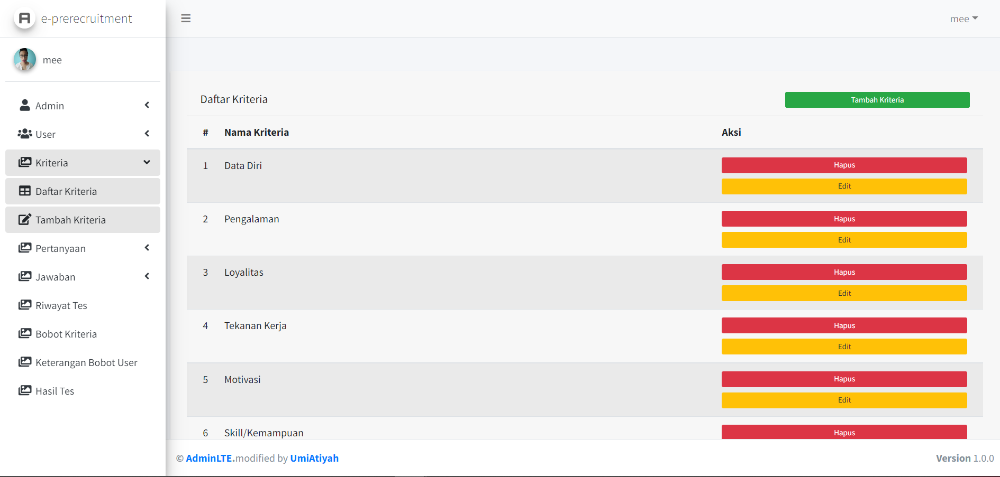 e-prerecruitment
mee
mee
Admin
User
Kriteria
Daftar Kriteria
Tambah Kriteria
Pertanyaan
Jawaban
Riwayat Tes
Bobot Kriteria
Keterangan Bobot User
Hasil Tes
Daftar Kriteria
Tambah Kriteria
# Nama Kriteria Aksi
1 Data Diri Hapus
Edit
2 Pengalaman Hapus
Edit
3 Loyalitas Hapus
Edit
4 Tekanan Kerja Hapus
Edit
5 Motivasi Hapus
Edit
6 Skill/Kemampuan Hapus
© AdminLTE.modified by UmiAtiyah
Version 1.0.0